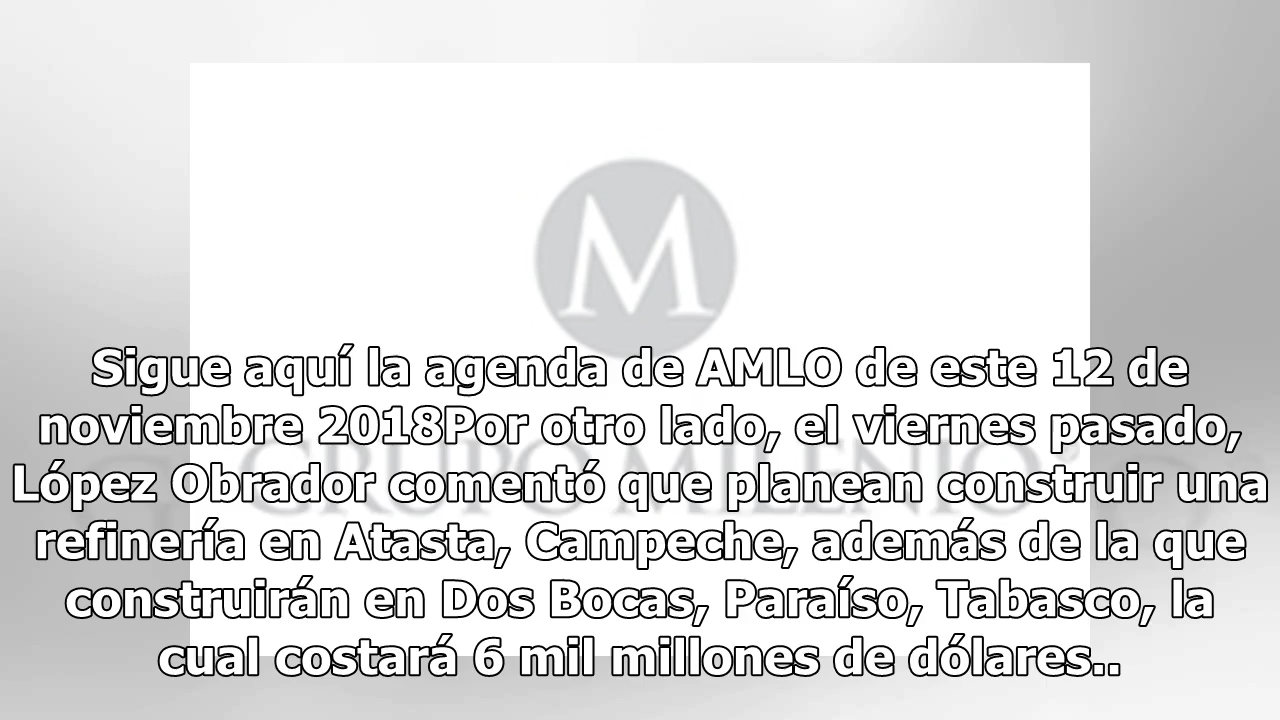 M
Sigue aquí la agenda de AMLO de este 12 de
noviembre 2018Por otro lado, el viernes pasado,
GRUPO MILENIO
López Obrador comentó que planean construir una
refinería en Atasta, Campeche, además de la que
construirán en Dos Bocas, Paraíso, Tabasco, la
cual costará 6 mil millones de dólares..